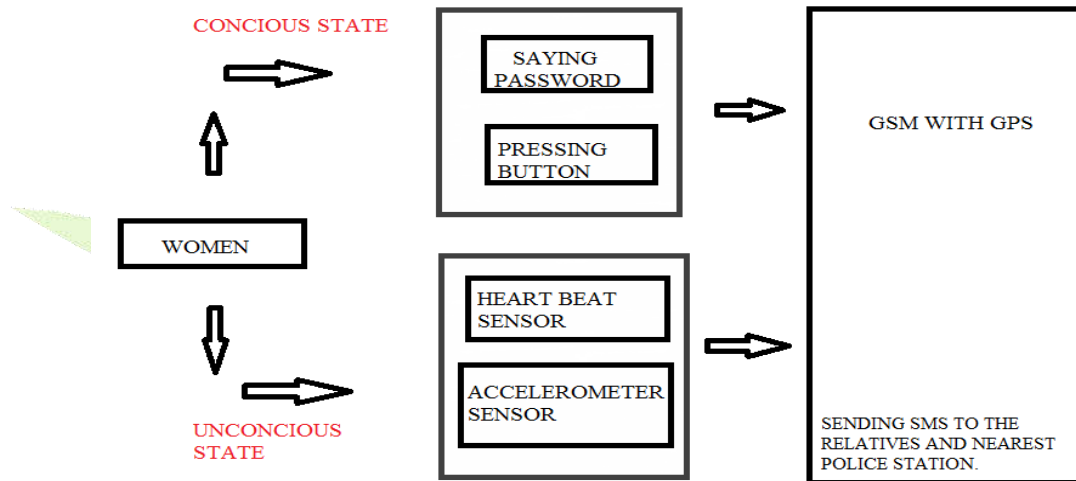 CONCIOUS STATE
SAYING
PASSWORD
PRESSING
BUTTON
GSM WITH GPS
WOMEN
HEART BEAT
SENSOR
ACCELEROMETER
SENSOR
UNCONCIOUS
STATE
SENDING SMS TO THE
RELATIVES AND NEAREST
POLICE STATION.